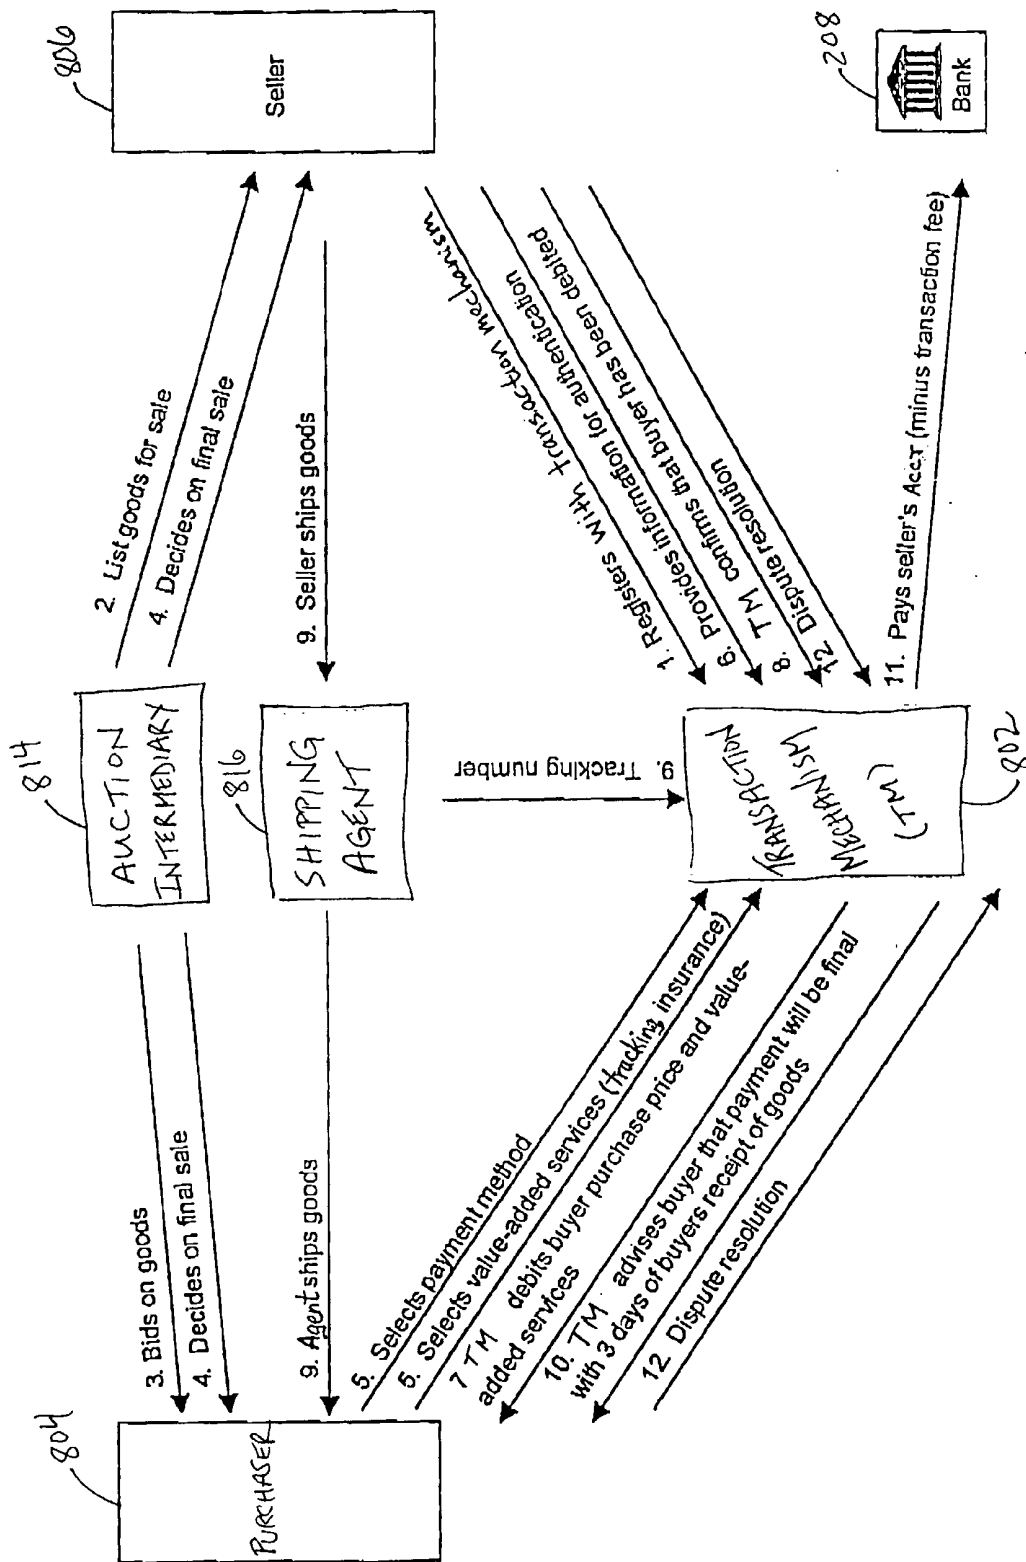 804
PURCHASER
3. Bids on goods
4. Decides on final sale
9. Agent ships goods
5. Selects payment method
5. Selects value-added services (tracking, insurance)
7 TM debits buyer purchase price and value-
added services
10. TM advises buyer that payment will be final
with 3 days of buyers receipt of goods
12. Dispute resolution
814
AUCTION
INTERMEDIARY
816
SHIPPING
AGENT
9. Tracking number
TRANSACTION
MECHANISM
(TM)
802
2. List goods for sale
4. Decides on final sale
9. Seller ships goods
1. Registers with transaction mechanism
6. Provides information for authentication
8. TM confirms that buyer has been debited
12. Dispute resolution
11. Pays seller's Acct (minus transaction fee)
806
Seller
208
Bank